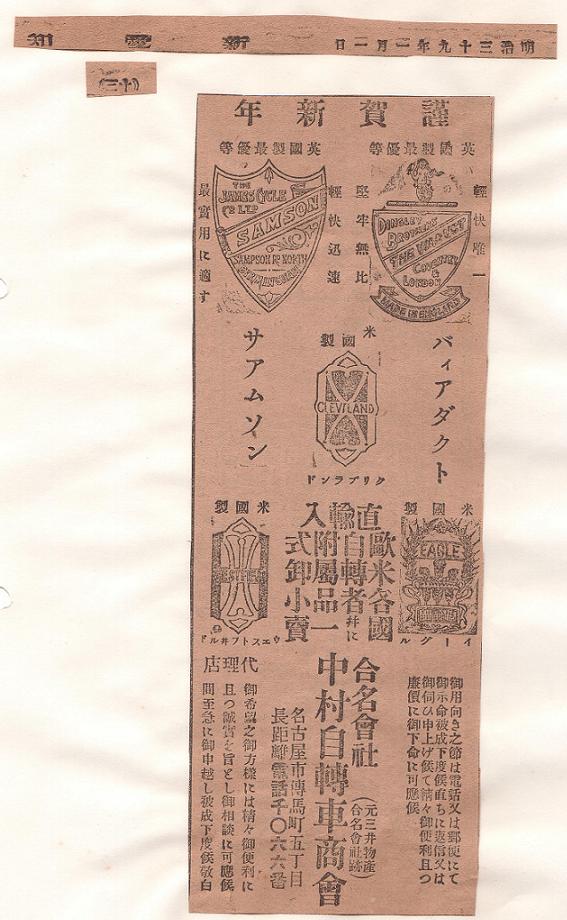 明治三十九年一月一日
新愛知
(十三)
謹賀新年
英國製最優等
輕快唯一
堅牢無比
DINGLEY
BROTHERS
THE VIADUCT
COVENTRY
&
LONDON
MADE IN ENGLAND
バイアダクト
英國製最優等
輕快迅速
最實用に適す
THE
JAMES CYCLE
Co LTD
SAMSON
SAMPSON Rd NORTH
BIRMINGHAM
サアムソン
米國製
CLEVELAND
クリブランド
米國製
EAGLE
イーグル
直輸入
歐米各國
自轉者幷に
附屬品一
式卸小賣
米國製
WESTFIELD
ウエストフ井ルド
御用向き之節は電話又は郵便にて
御示命被成下度候直ちに返信又は
御伺ひ申上げ候て精々御便利且つ
廉價に御下命に可應候
合名會社
(元三井物産
合名會社跡)
中村自轉車商會
名古屋市傳馬町五丁目
長距離電話千〇六六番
代理店
御希望之御方樣には精々御便利に
且つ誠實を旨とし御相談に可應候
間至急に御申越し被成下度候敬白